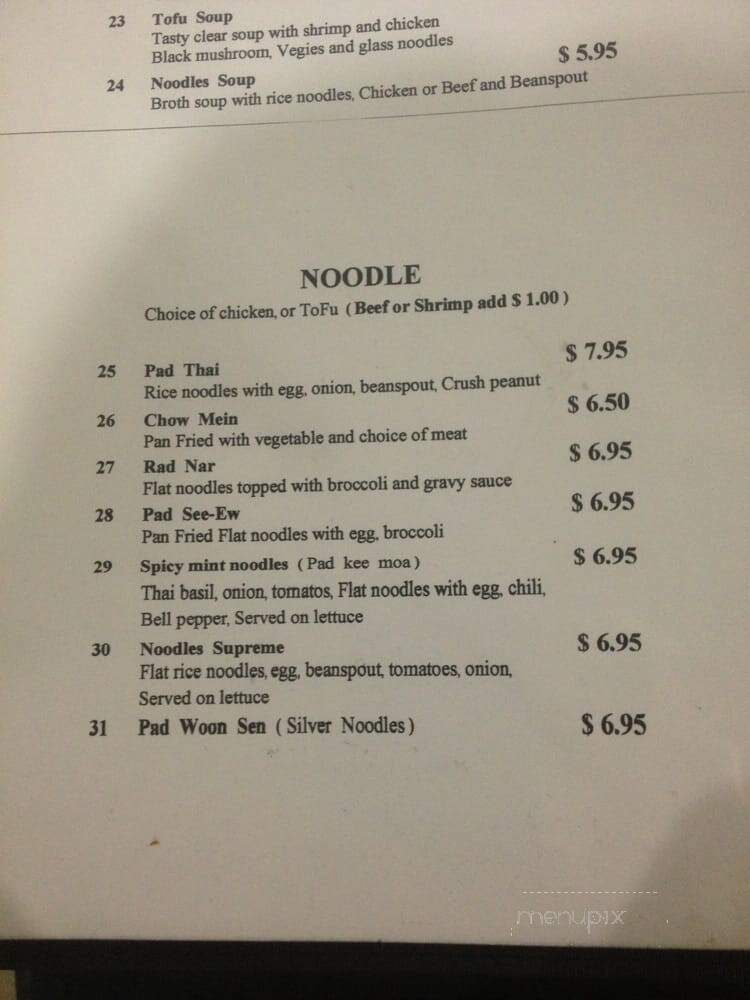 23 Tofu Soup
Tasty clear soup with shrimp and chicken
Black mushroom, Vegies and glass noodles
24 Noodles Soup $ 5.95
Broth soup with rice noodles, Chicken or Beef and Beanspout
NOODLE
Choice of chicken, or ToFu ( Beef or Shrimp add $ 1.00 )
25 Pad Thai $ 7.95
Rice noodles with egg, onion, beanspout, Crush peanut
26 Chow Mein $ 6.50
Pan Fried with vegetable and choice of meat
27 Rad Nar $ 6.95
Flat noodles topped with broccoli and gravy sauce
28 Pad See-Ew $ 6.95
Pan Fried Flat noodles with egg, broccoli
29 Spicy mint noodles ( Pad kee moa ) $ 6.95
Thai basil, onion, tomatos, Flat noodles with egg, chili,
Bell pepper, Served on lettuce
30 Noodles Supreme $ 6.95
Flat rice noodles, egg, beanspout, tomatoes, onion,
Served on lettuce
31 Pad Woon Sen ( Silver Noodles ) $ 6.95
menupix